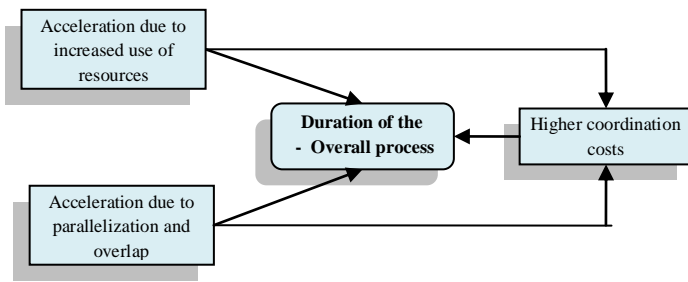 Acceleration due to
increased use of
resources
Duration of the
- Overall process
Higher coordination
costs
Acceleration due to
parallelization and
overlap